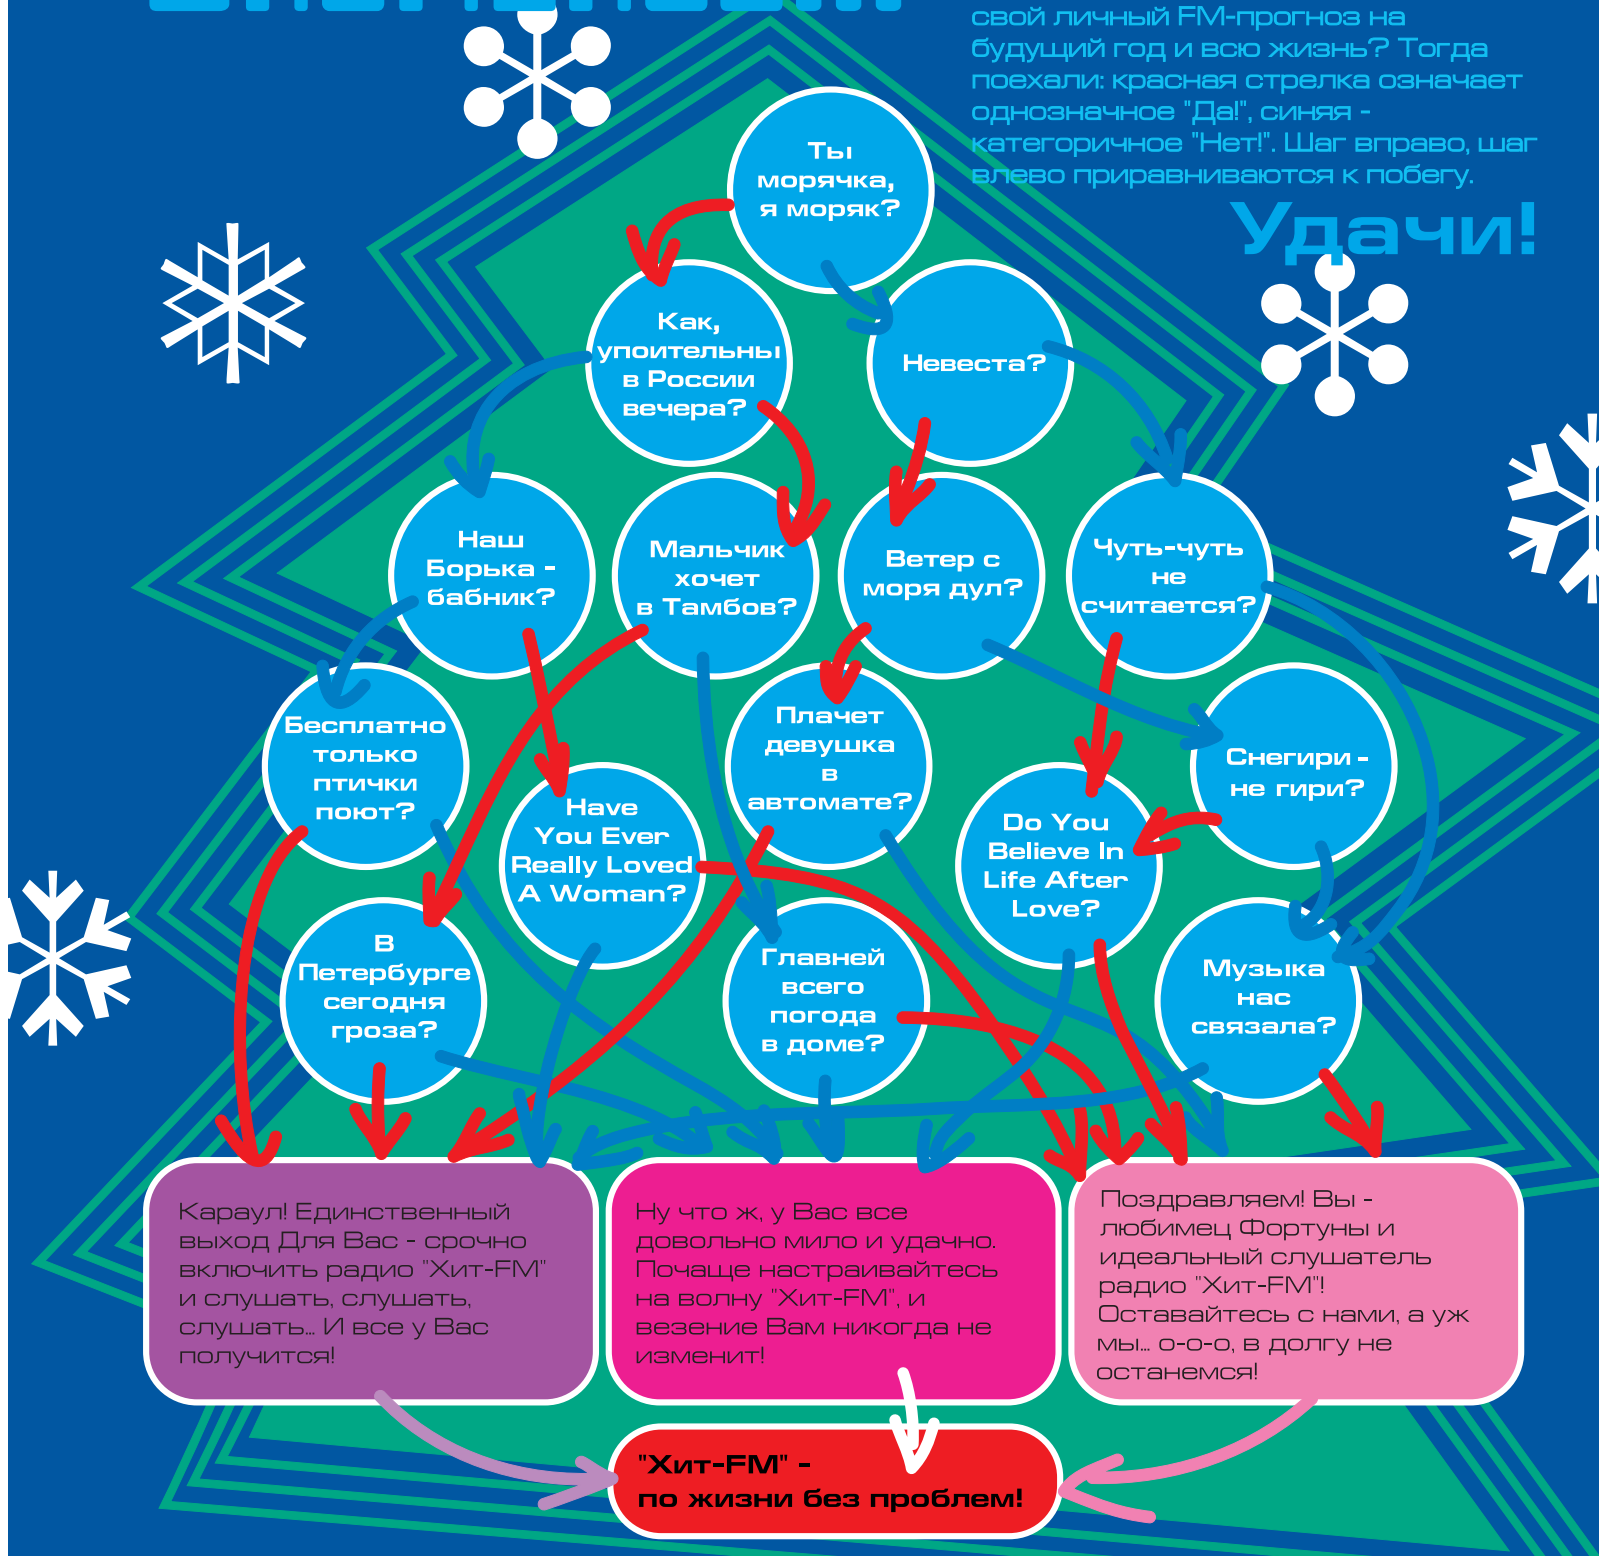 свой личный FM-прогноз на
будущий год и всю жизнь? Тогда
поехали: красная стрелка означает
однозначное "Да!", синяя -
категоричное "Нет!". Шаг вправо, шаг
влево приравниваются к побегу.
Удачи!
Ты
морячка,
я моряк?
Как,
упоительны
в России
вечера?
Невеста?
Наш
Борька -
бабник?
Мальчик
хочет
в Тамбов?
Ветер с
моря дул?
Чуть-чуть
не
считается?
Бесплатно
только
птички
поют?
Have
You Ever
Really Loved
A Woman?
Плачет
девушка
в
автомате?
Do You
Believe In
Life After
Love?
Снегири -
не гири?
В
Петербурге
сегодня
гроза?
Главней
всего
погода
в доме?
Музыка
нас
связала?
Караул! Единственный
выход Для Вас - срочно
включить радио "Хит-FM"
и слушать, слушать,
слушать... И все у Вас
получится!
Ну что ж, у Вас все
довольно мило и удачно.
Почаще настраивайтесь
на волну "Хит-FM", и
везение Вам никогда не
изменит!
Поздравляем! Вы -
любимец Фортуны и
идеальный слушатель
радио "Хит-FM"!
Оставайтесь с нами, а уж
мы... о-о-о, в долгу не
останемся!
"Хит-FM" -
по жизни без проблем!